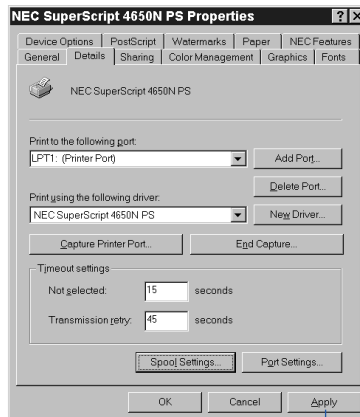 NEC SuperScript 4650N PS Properties
Device Options PostScript Watermarks Paper NEC Features
General Details Sharing Color Management Graphics Fonts
NEC SuperScript 4650N PS
Print to the following port:
LPT1: (Printer Port)
Add Port...
Delete Port...
Print using the following driver:
NEC SuperScript 4650N PS
New Driver...
Capture Printer Port...
End Capture...
Timeout settings
Not selected: 15 seconds
Transmission retry: 45 seconds
Spool Settings...
Port Settings...
OK Cancel Apply